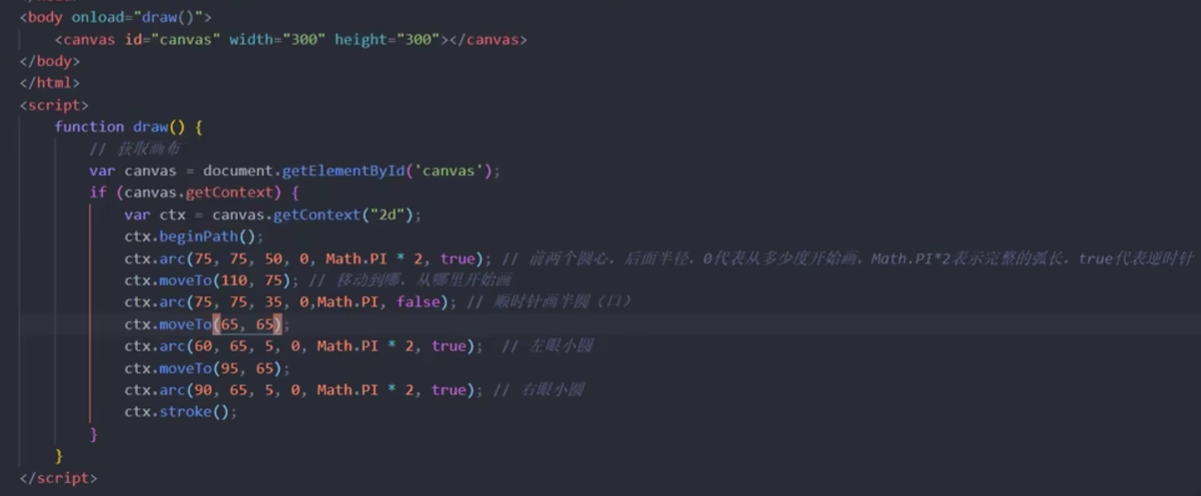 <body onload="draw()">
<canvas id="canvas" width="300" height="300"></canvas>
</body>
</html>
<script>
function draw() {
// 获取画布
var canvas = document.getElementById('canvas');
if (canvas.getContext) {
var ctx = canvas.getContext("2d");
ctx.beginPath();
ctx.arc(75, 75, 50, 0, Math.PI * 2, true); // 前两个圆心，后面半径，0代表从多少度开始画，Math.PI*2表示完整的弧长，true代表逆时针
ctx.moveTo(110, 75); // 移动到哪，从哪里开始画
ctx.arc(75, 75, 35, 0,Math.PI, false); // 顺时针画半圆（口）
ctx.moveTo(65, 65);
ctx.arc(60, 65, 5, 0, Math.PI * 2, true);  // 左眼小圆
ctx.moveTo(95, 65);
ctx.arc(90, 65, 5, 0, Math.PI * 2, true); // 右眼小圆
ctx.stroke();
}
}
</script>